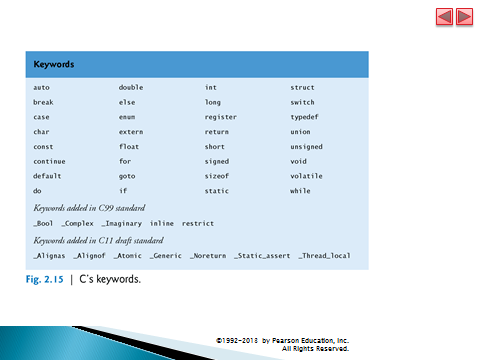 Keywords
auto double int struct
break else long switch
case enum register typedef
char extern return union
const float short unsigned
continue for signed void
default goto sizeof volatile
do if static while
Keywords added in C99 standard
_Bool _Complex _Imaginary inline restrict
Keywords added in C11 draft standard
_Alignas _Alignof _Atomic _Generic _Noreturn _Static_assert _Thread_local
Fig. 2.15 | C's keywords.
©1992–2013 by Pearson Education, Inc.
All Rights Reserved.